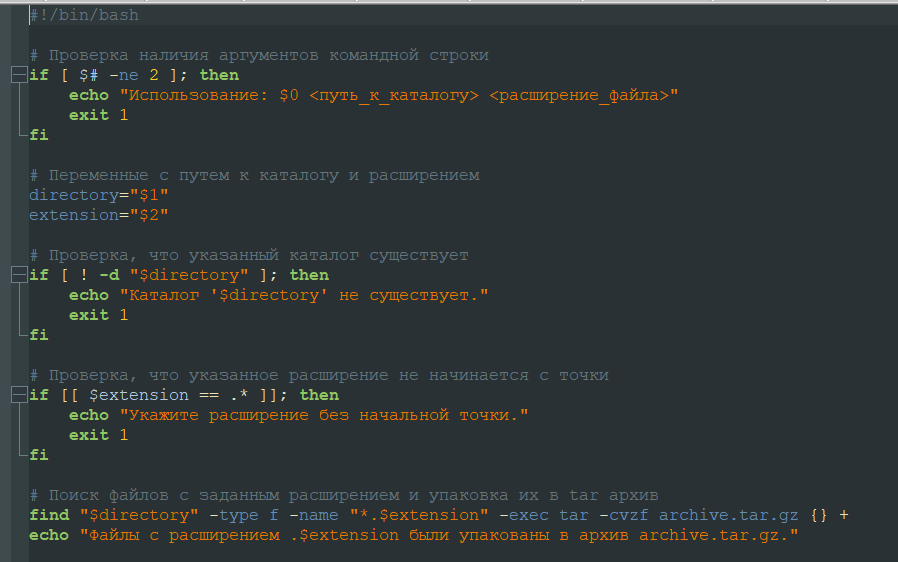 #!/bin/bash
# Проверка наличия аргументов командной строки
if [ $# -ne 2 ]; then
    echo "Использование: $0 <путь_к_каталогу> <расширение_файла>"
    exit 1
fi
# Переменные с путем к каталогу и расширением
directory="$1"
extension="$2"
# Проверка, что указанный каталог существует
if [ ! -d "$directory" ]; then
    echo "Каталог '$directory' не существует."
    exit 1
fi
# Проверка, что указанное расширение не начинается с точки
if [[ $extension == .* ]]; then
    echo "Укажите расширение без начальной точки."
    exit 1
fi
# Поиск файлов с заданным расширением и упаковка их в tar архив
find "$directory" -type f -name "*.$extension" -exec tar -cvzf archive.tar.gz {} +
echo "Файлы с расширением .$extension были упакованы в архив archive.tar.gz."